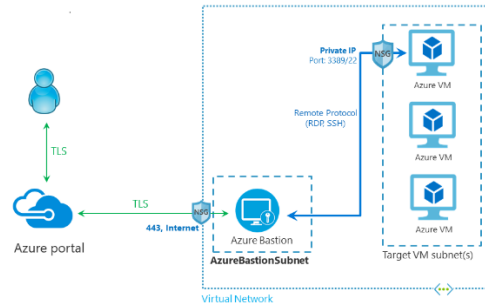 TLS
Azure portal
TLS
443, Internet
NSG
Azure Bastion
AzureBastionSubnet
Private IP
Port: 3389/22
Remote Protocol
(RDP, SSH)
NSG
Azure VM
Azure VM
Azure VM
Target VM subnet(s)
Virtual Network